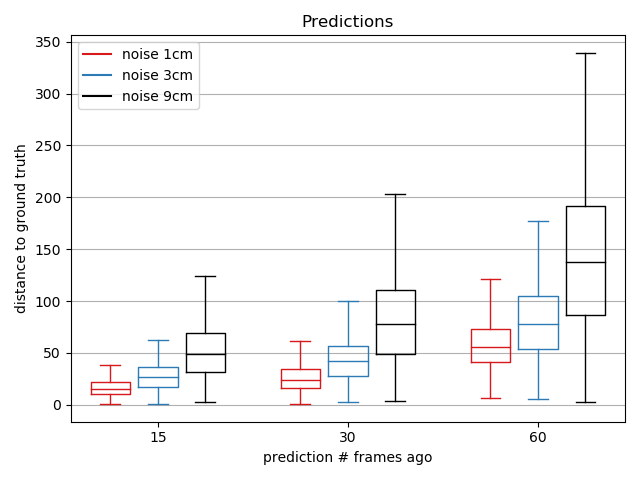 Predictions
noise 1cm
noise 3cm
noise 9cm
distance to ground truth
350
300
250
200
150
100
50
0
15 30 60
prediction # frames ago